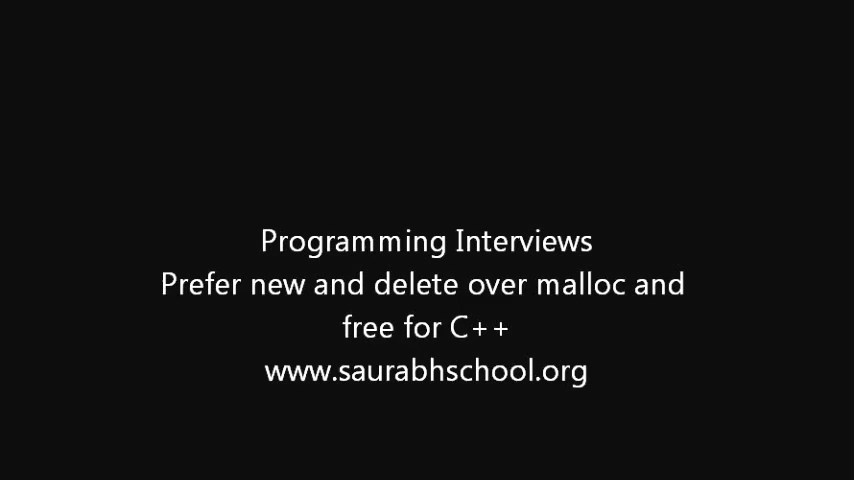 Programming Interviews
Prefer new and delete over malloc and
free for C++
www.saurabhschool.org